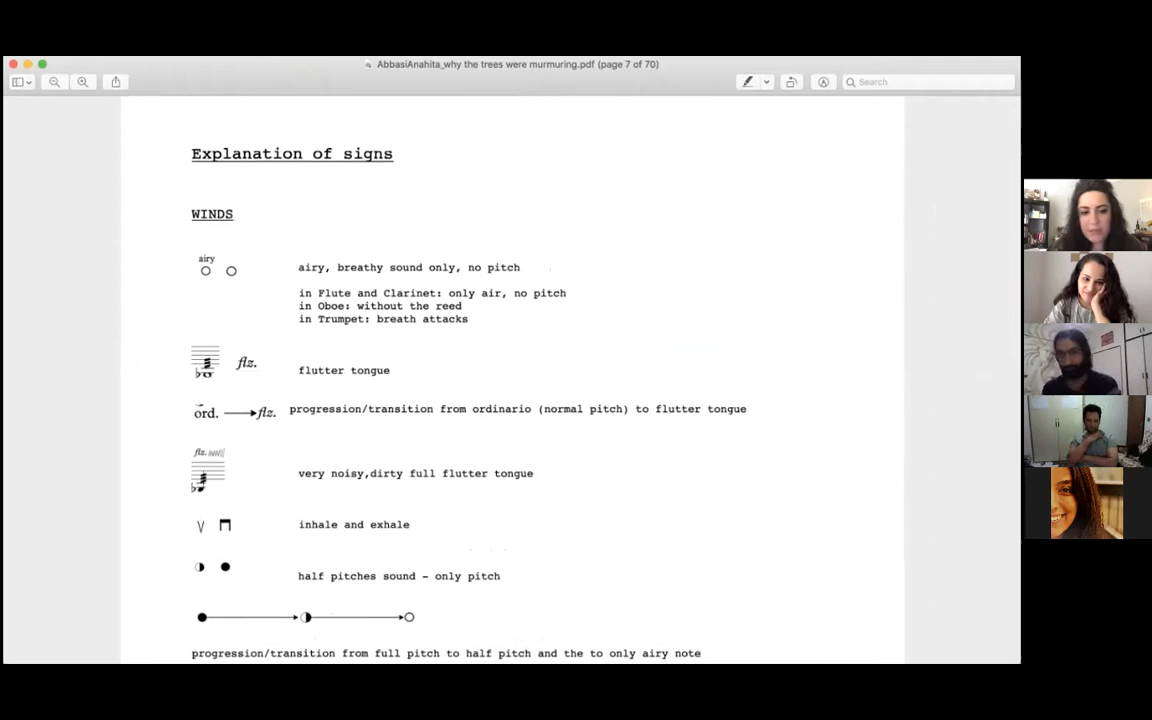 AbbasiAnahita_why the trees were murmuring.pdf (page 7 of 70)
Search
Explanation of signs
WINDS
airy
airy, breathy sound only, no pitch
in Flute and Clarinet: only air, no pitch
in Oboe: without the reed
in Trumpet: breath attacks
flz.
flutter tongue
ord. flz.
progression/transition from ordinario (normal pitch) to flutter tongue
flz.
very noisy,dirty full flutter tongue
inhale and exhale
half pitches sound - only pitch
progression/transition from full pitch to half pitch and the to only airy note